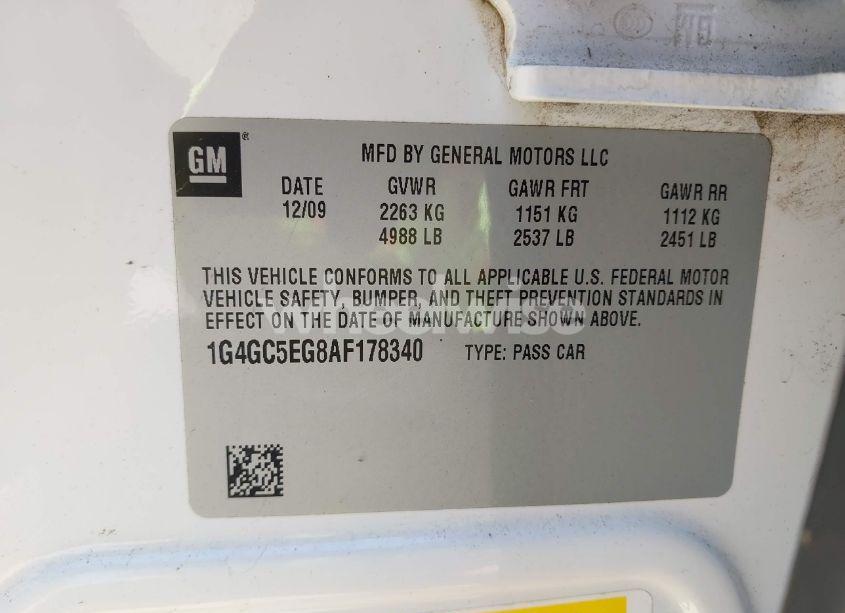 GM®
MFD BY GENERAL MOTORS LLC
DATE GVWR GAWR FRT GAWR RR
12/09 2263 KG 1151 KG 1112 KG
4988 LB 2537 LB 2451 LB
THIS VEHICLE CONFORMS TO ALL APPLICABLE U.S. FEDERAL MOTOR
VEHICLE SAFETY, BUMPER, AND THEFT PREVENTION STANDARDS IN
EFFECT ON THE DATE OF MANUFACTURE SHOWN ABOVE.
1G4GC5EG8AF178340 TYPE: PASS CAR